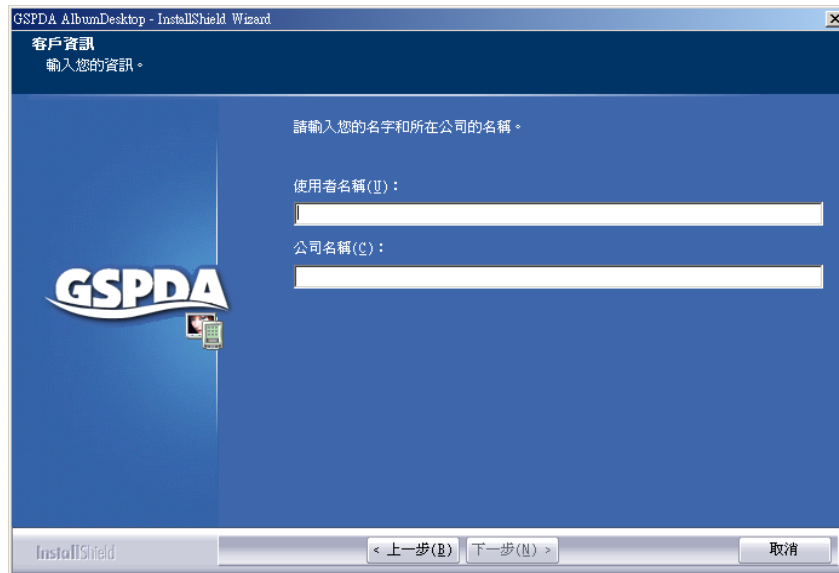 GSPDA AlbumDesktop - InstallShield Wizard
客戶資訊
輸入您的資訊。
請輸入您的名字和所在公司的名稱。
使用者名稱(U)：
公司名稱(C)：
GSPDA
InstallShield
< 上一步(B)
下一步(N) >
取消